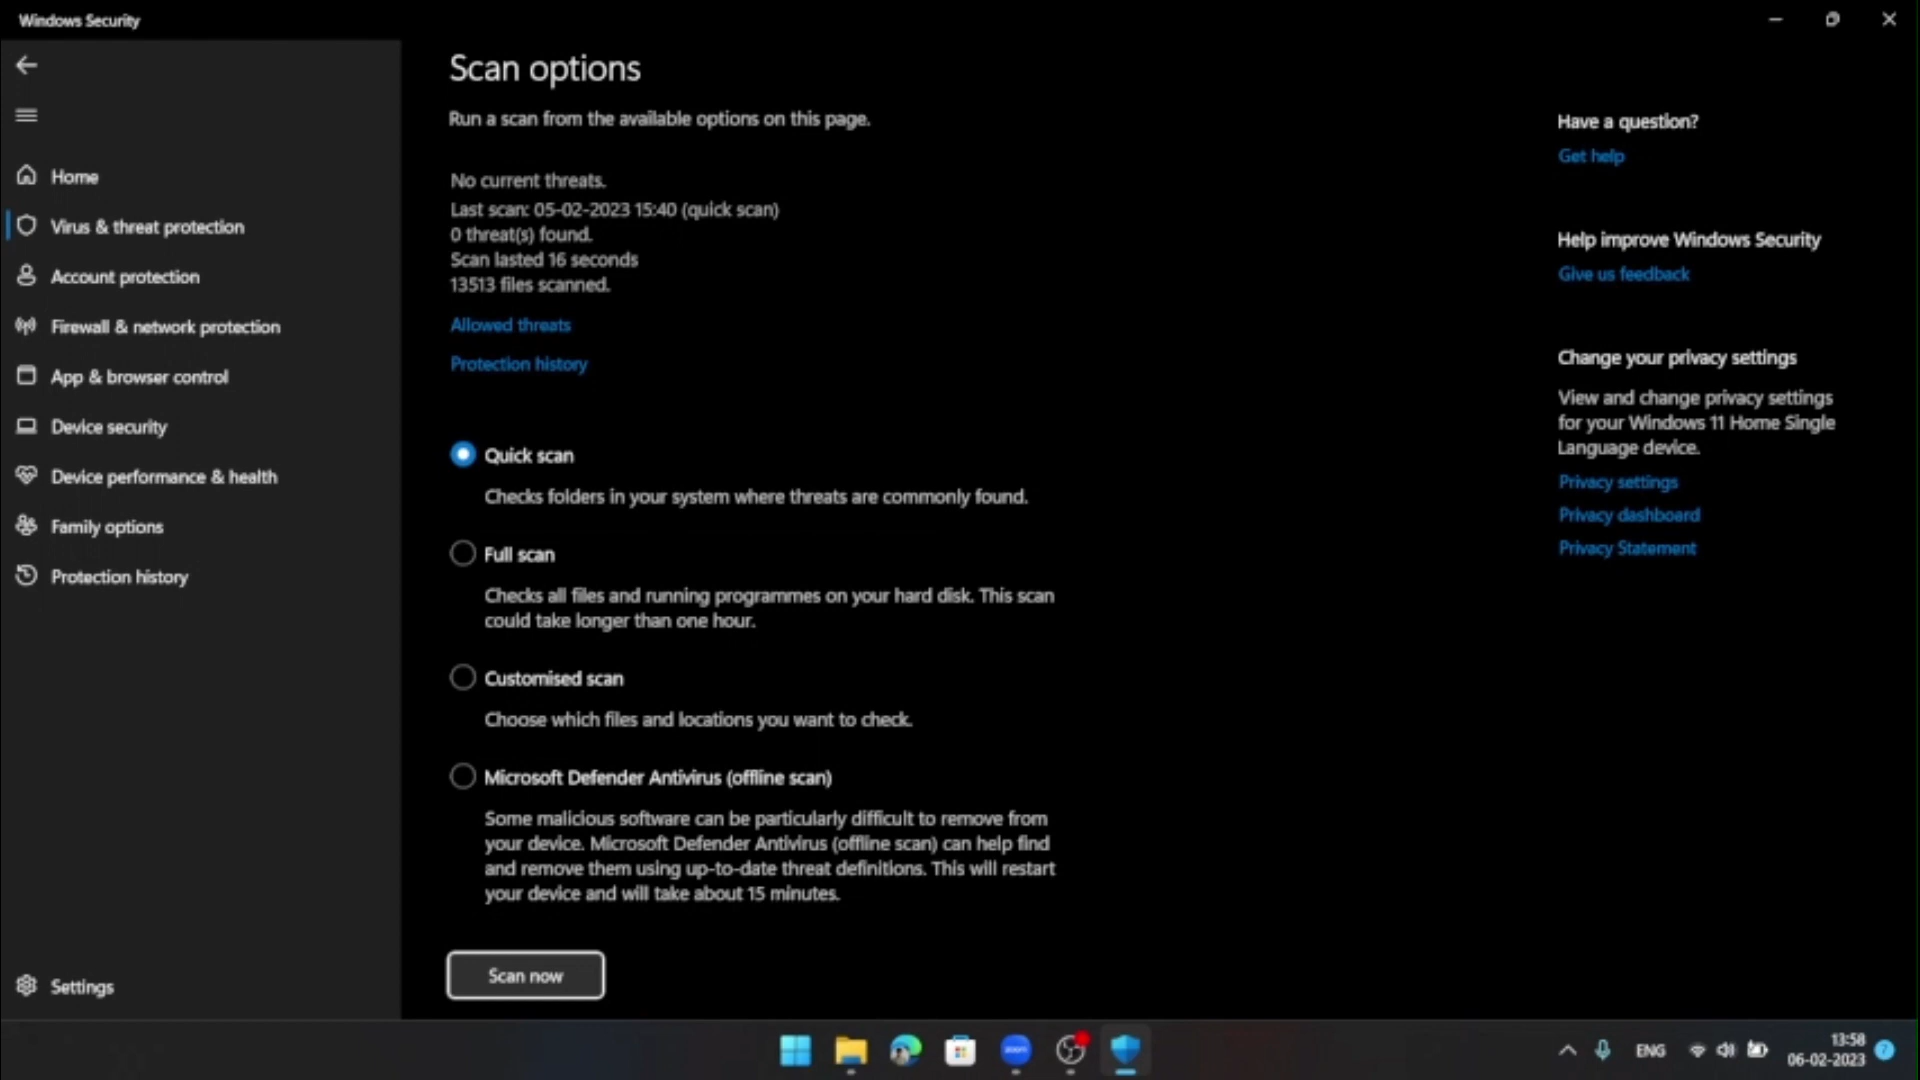 Windows Security
Home
Virus & threat protection
Account protection
Firewall & network protection
App & browser control
Device security
Device performance & health
Family options
Protection history
Settings
Scan options
Run a scan from the available options on this page.
No current threats.
Last scan: 05-02-2023 15:40 (quick scan)
0 threat(s) found.
Scan lasted 16 seconds
13513 files scanned.
Allowed threats
Protection history
Quick scan
Checks folders in your system where threats are commonly found.
Full scan
Checks all files and running programmes on your hard disk. This scan
could take longer than one hour.
Customised scan
Choose which files and locations you want to check.
Microsoft Defender Antivirus (offline scan)
Some malicious software can be particularly difficult to remove from
your device. Microsoft Defender Antivirus (offline scan) can help find
and remove them using up-to-date threat definitions. This will restart
your device and will take about 15 minutes.
Scan now
Have a question?
Get help
Help improve Windows Security
Give us feedback
Change your privacy settings
View and change privacy settings
for your Windows 11 Home Single
Language device.
Privacy settings
Privacy dashboard
Privacy Statement
zoom
ENG
13:58
06-02-2023
7